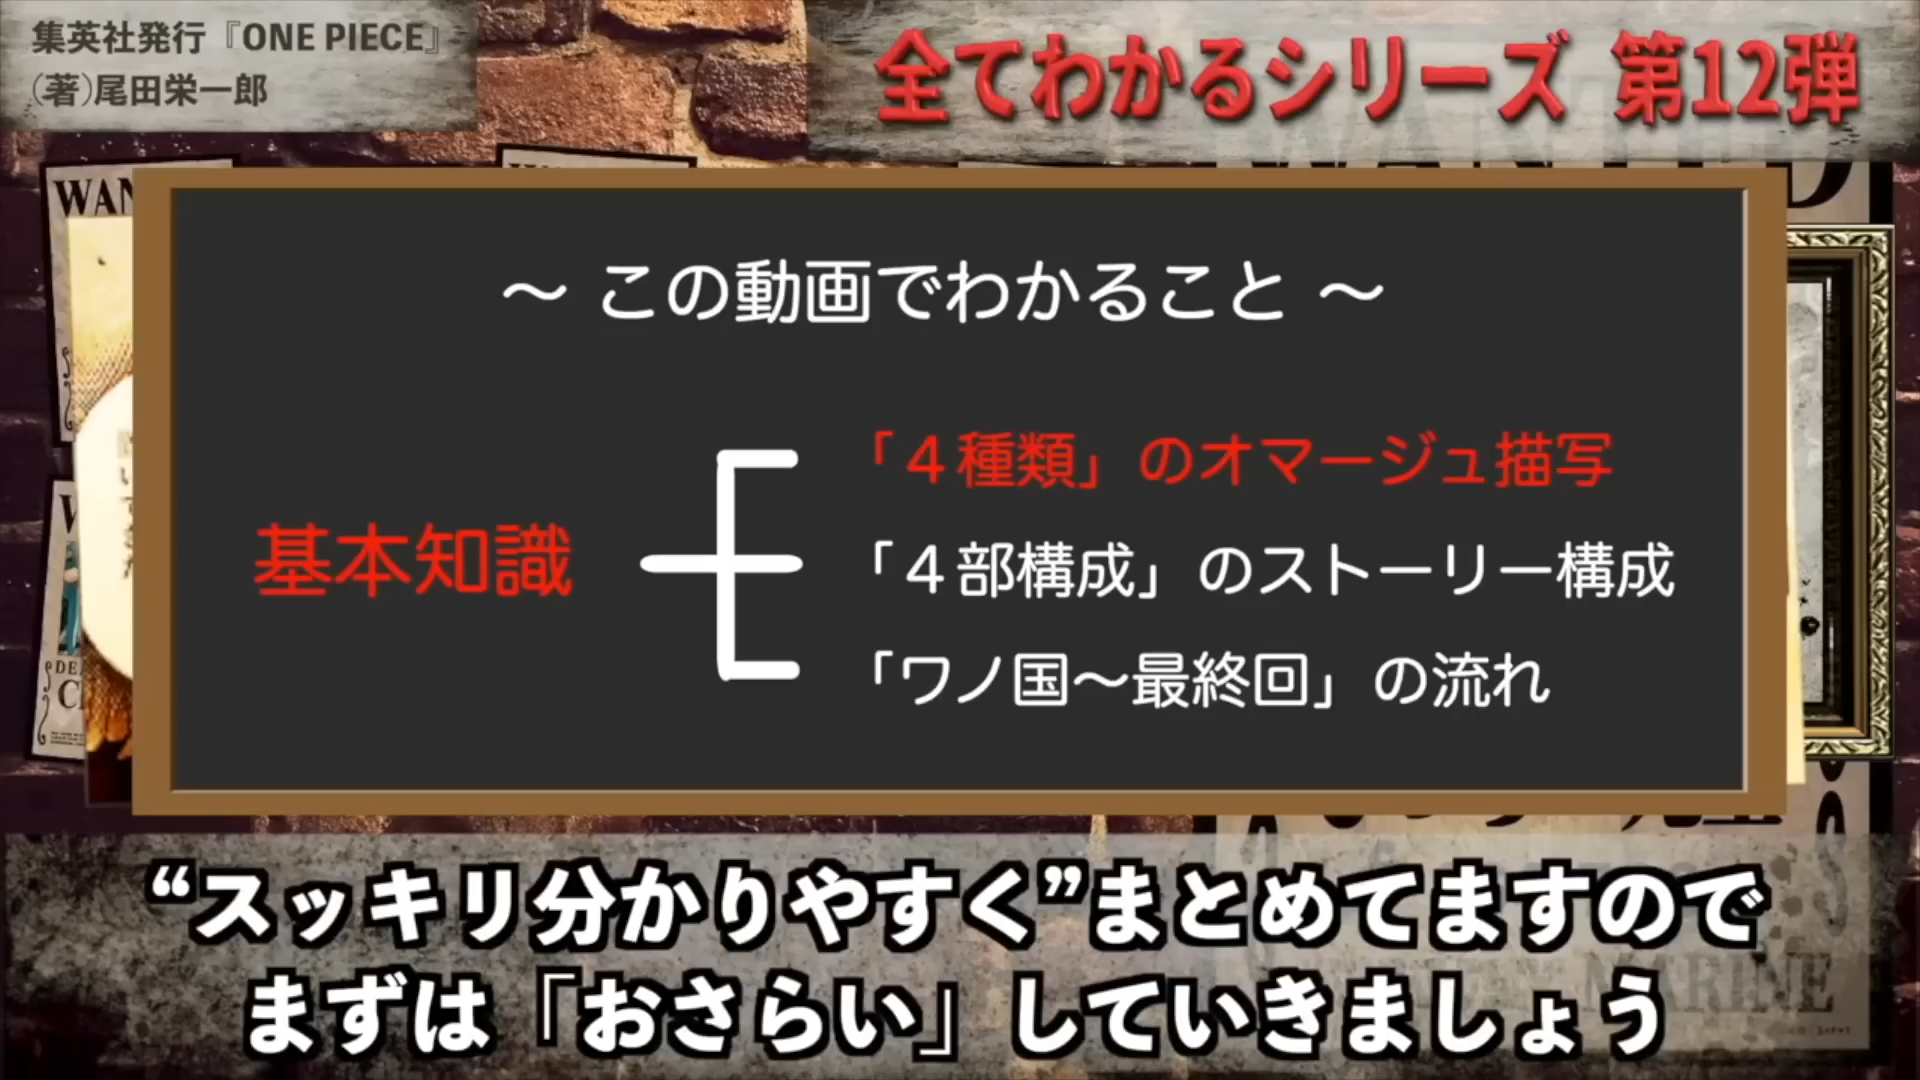 集英社発行『ONE PIECE』
(著)尾田栄一郎
全てわかるシリーズ 第12弾
WAN
～ この動画でわかること ～
基本知識
「４種類」のオマージュ描写
「４部構成」のストーリー構成
「ワノ国～最終回」の流れ
“スッキリ分かりやすく”まとめてますので
まずは「おさらい」していきましょう
MARINE